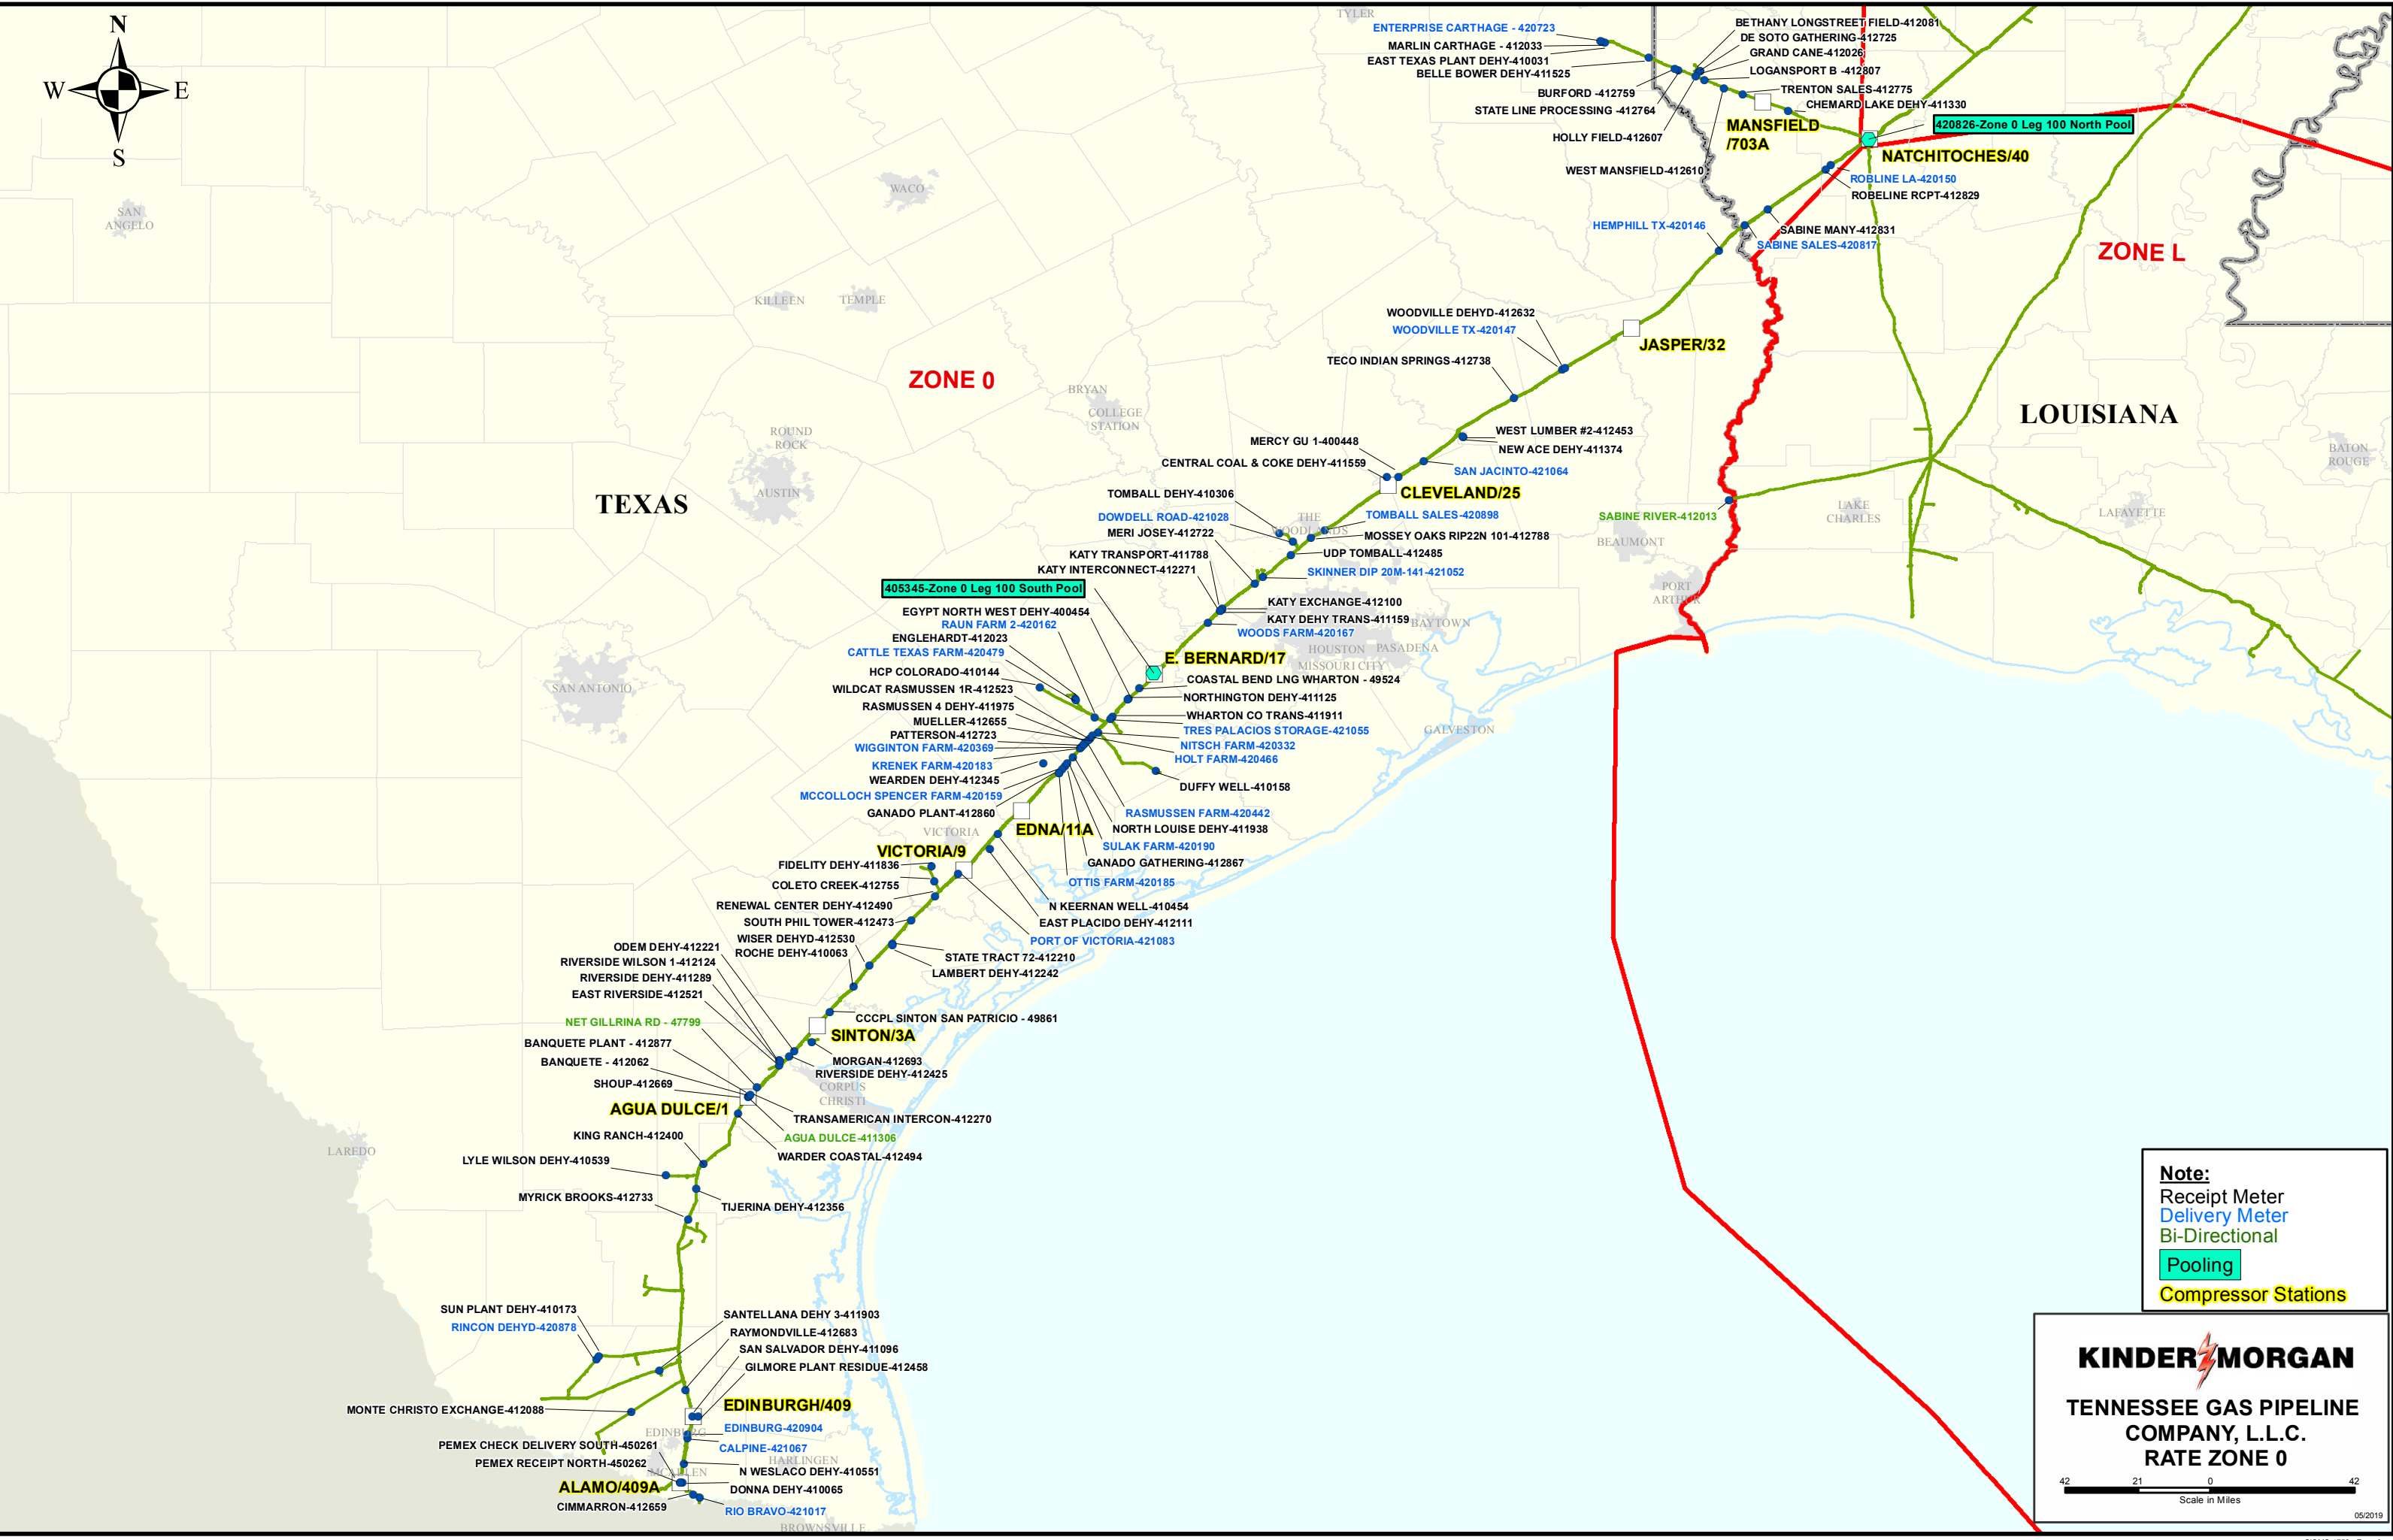 N
W
E
S
TYLER
ENTERPRISE CARTHAGE - 420723
MARLIN CARTHAGE - 412033
EAST TEXAS PLANT DEHY-410031
BELLE BOWER DEHY-411525
BURFORD -412759
STATE LINE PROCESSING -412764
HOLLY FIELD-412607
WEST MANSFIELD-412610
BETHANY LONGSTREET FIELD-412081
DE SOTO GATHERING-412725
GRAND CANE-412026
LOGANSPORT B -412807
TRENTON SALES-412775
CHEMARD LAKE DEHY-411330
MANSFIELD
/703A
420826-Zone 0 Leg 100 North Pool
NATCHITOCHES/40
ROBLINE LA-420150
ROBELINE RCPT-412829
HEMPHILL TX-420146
SABINE MANY-412831
SABINE SALES-420817
ZONE L
WACO
SAN
ANGELO
KILLEEN
TEMPLE
WOODVILLE DEHYD-412632
WOODVILLE TX-420147
JASPER/32
TECO INDIAN SPRINGS-412738
ZONE 0
BRYAN
COLLEGE
STATION
LOUISIANA
ROUND
ROCK
AUSTIN
TEXAS
BATON
ROUGE
MERCY GU 1-400448
CENTRAL COAL & COKE DEHY-411559
WEST LUMBER #2-412453
NEW ACE DEHY-411374
SAN JACINTO-421064
CLEVELAND/25
TOMBALL DEHY-410306
DOWDELL ROAD-421028
MERI JOSEY-412722
THE
WOODLANDS
TOMBALL SALES-420898
MOSSEY OAKS RIP22N 101-412788
UDP TOMBALL-412485
SKINNER DIP 20M-141-421052
SABINE RIVER-412013
BEAUMONT
LAKE
CHARLES
LAFAYETTE
PORT
ARTHUR
KATY TRANSPORT-411788
KATY INTERCONNECT-412271
405345-Zone 0 Leg 100 South Pool
KATY EXCHANGE-412100
KATY DEHY TRANS-411159
WOODS FARM-420167
BAYTOWN
HOUSTON
PASADENA
MISSOURI CITY
EGYPT NORTH WEST DEHY-400454
RAUN FARM 2-420162
ENGLEHARDT-412023
CATTLE TEXAS FARM-420479
HCP COLORADO-410144
WILDCAT RASMUSSEN 1R-412523
RASMUSSEN 4 DEHY-411975
MUELLER-412655
PATTERSON-412723
WIGGINTON FARM-420369
KRENEK FARM-420183
WEARDEN DEHY-412345
MCCOLLOCH SPENCER FARM-420159
GANADO PLANT-412860
E. BERNARD/17
COASTAL BEND LNG WHARTON - 49524
NORTHINGTON DEHY-411125
WHARTON CO TRANS-411911
TRES PALACIOS STORAGE-421055
NITSCH FARM-420332
HOLT FARM-420466
DUFFY WELL-410158
GALVESTON
SAN ANTONIO
RASMUSSEN FARM-420442
NORTH LOUISE DEHY-411938
SULAK FARM-420190
GANADO GATHERING-412867
OTTIS FARM-420185
EDNA/11A
VICTORIA
VICTORIA/9
FIDELITY DEHY-411836
COLETO CREEK-412755
RENEWAL CENTER DEHY-412490
SOUTH PHIL TOWER-412473
WISER DEHYD-412530
ROCHE DEHY-410063
N KEERNAN WELL-410454
EAST PLACIDO DEHY-412111
PORT OF VICTORIA-421083
STATE TRACT 72-412210
LAMBERT DEHY-412242
ODEM DEHY-412221
RIVERSIDE WILSON 1-412124
RIVERSIDE DEHY-411289
EAST RIVERSIDE-412521
NET GILLRINA RD - 47799
BANQUETE PLANT - 412877
BANQUETE - 412062
SHOUP-412669
CCCPL SINTON SAN PATRICIO - 49861
SINTON/3A
MORGAN-412693
RIVERSIDE DEHY-412425
CORPUS
CHRISTI
AGUA DULCE/1
TRANSAMERICAN INTERCON-412270
AGUA DULCE-411306
WARDER COASTAL-412494
KING RANCH-412400
LAREDO
LYLE WILSON DEHY-410539
MYRICK BROOKS-412733
TIJERINA DEHY-412356
SUN PLANT DEHY-410173
RINCON DEHYD-420878
SANTELLANA DEHY 3-411903
RAYMONDVILLE-412683
SAN SALVADOR DEHY-411096
GILMORE PLANT RESIDUE-412458
MONTE CHRISTO EXCHANGE-412088
EDINBURGH/409
EDINBURG
EDINBURG-420904
CALPINE-421067
PEMEX CHECK DELIVERY SOUTH-450261
PEMEX RECEIPT NORTH-450262
HARLINGEN
MCALLEN
N WESLACO DEHY-410551
ALAMO/409A
DONNA DEHY-410065
CIMMARRON-412659
RIO BRAVO-421017
BROWNSVILLE
Note:
Receipt Meter
Delivery Meter
Bi-Directional
Pooling
Compressor Stations
KINDER MORGAN
TENNESSEE GAS PIPELINE
COMPANY, L.L.C.
RATE ZONE 0
42 21 0 42
Scale in Miles
05/2019